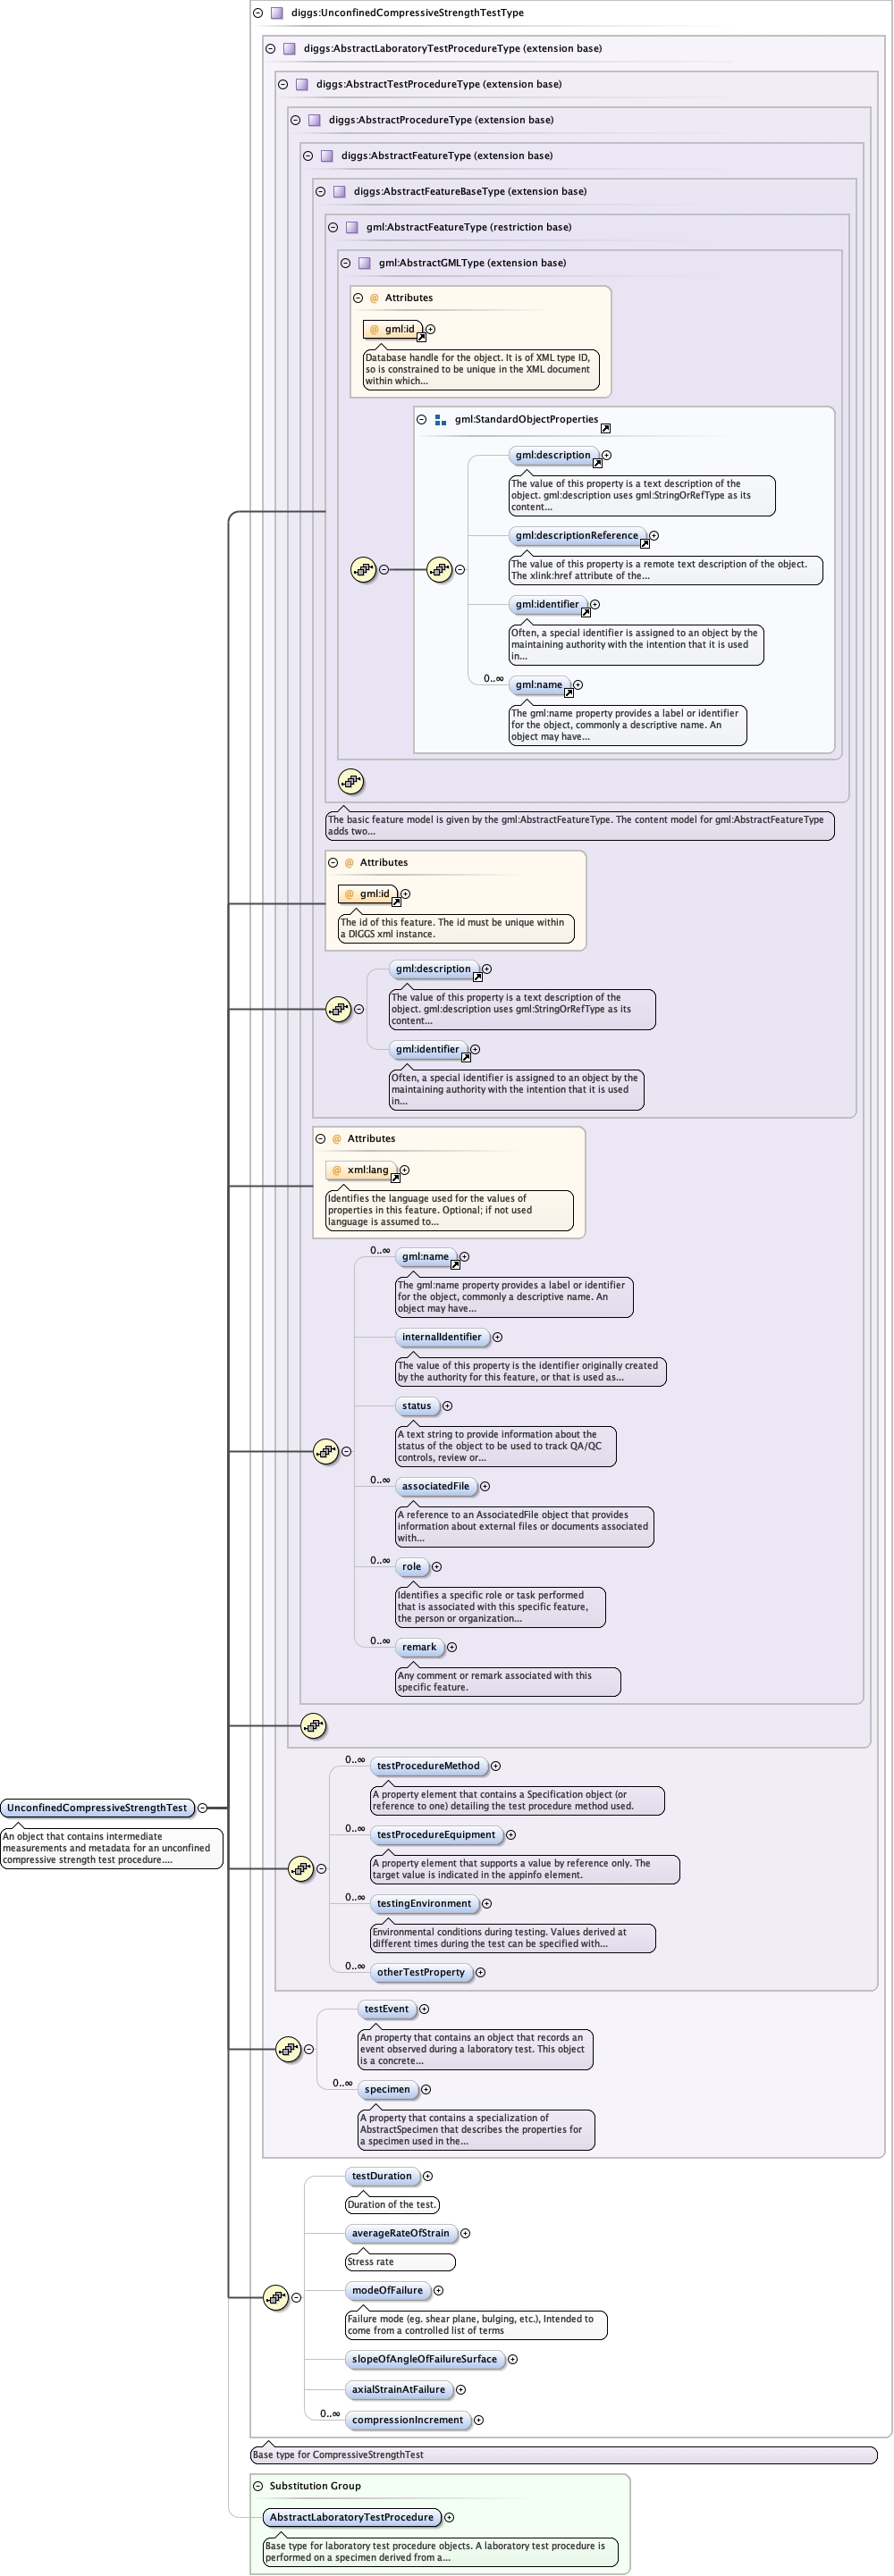 diggs:UnconfinedCompressiveStrengthTestType
diggs:AbstractLaboratoryTestProcedureType (extension base)
diggs:AbstractTestProcedureType (extension base)
diggs:AbstractProcedureType (extension base)
diggs:AbstractFeatureType (extension base)
diggs:AbstractFeatureBaseType (extension base)
gml:AbstractFeatureType (restriction base)
gml:AbstractGMLType (extension base)
@ Attributes
@ gml:id
Database handle for the object. It is of XML type ID,
so is constrained to be unique in the XML document
within which...
gml:StandardObjectProperties
gml:description
The value of this property is a text description of the
object. gml:description uses gml:StringOrRefType as its
content...
gml:descriptionReference
The value of this property is a remote text description of the object.
The xlink:href attribute of the...
gml:identifier
Often, a special identifier is assigned to an object by the
maintaining authority with the intention that it is used
in...
0..∞
gml:name
The gml:name property provides a label or identifier
for the object, commonly a descriptive name. An
object may have...
The basic feature model is given by the gml:AbstractFeatureType. The content model for gml:AbstractFeatureType
adds two...
@ Attributes
@ gml:id
The id of this feature. The id must be unique within
a DIGGS xml instance.
gml:description
The value of this property is a text description of the
object. gml:description uses gml:StringOrRefType as its
content...
gml:identifier
Often, a special identifier is assigned to an object by the
maintaining authority with the intention that it is used
in...
@ Attributes
@ xml:lang
Identifies the language used for the values of
properties in this feature. Optional; if not used
language is assumed to...
0..∞
gml:name
The gml:name property provides a label or identifier
for the object, commonly a descriptive name. An
object may have...
internalIdentifier
The value of this property is the identifier originally created
by the authority for this feature, or that is used as...
status
A text string to provide information about the
status of the object to be used to track QA/QC
controls, review or...
0..∞
associatedFile
A reference to an AssociatedFile object that provides
information about external files or documents associated
with...
0..∞
role
Identifies a specific role or task performed
that is associated with this specific feature,
the person or organization...
0..∞
remark
Any comment or remark associated with this
specific feature.
0..∞
testProcedureMethod
A property element that contains a Specification object (or
reference to one) detailing the test procedure method used.
UnconfinedCompressiveStrengthTest
An object that contains intermediate
measurements and metadata for an unconfined
compressive strength test procedure....
0..∞
testProcedureEquipment
A property element that supports a value by reference only. The
target value is indicated in the appinfo element.
0..∞
testingEnvironment
Environmental conditions during testing. Values derived at
different times during the test can be specified with...
0..∞
otherTestProperty
testEvent
An property that contains an object that records an
event observed during a laboratory test. This object
is a concrete...
0..∞
specimen
A property that contains a specialization of
AbstractSpecimen that describes the properties for
a specimen used in the...
testDuration
Duration of the test.
averageRateOfStrain
Stress rate
modeOfFailure
Failure mode (eg. shear plane, bulging, etc.), Intended to
come from a controlled list of terms
slopeOfAngleOfFailureSurface
axialStrainAtFailure
0..∞
compressionIncrement
Base type for CompressiveStrengthTest
Substitution Group
AbstractLaboratoryTestProcedure
Base type for laboratory test procedure objects. A laboratory test procedure is
performed on a specimen derived from a...